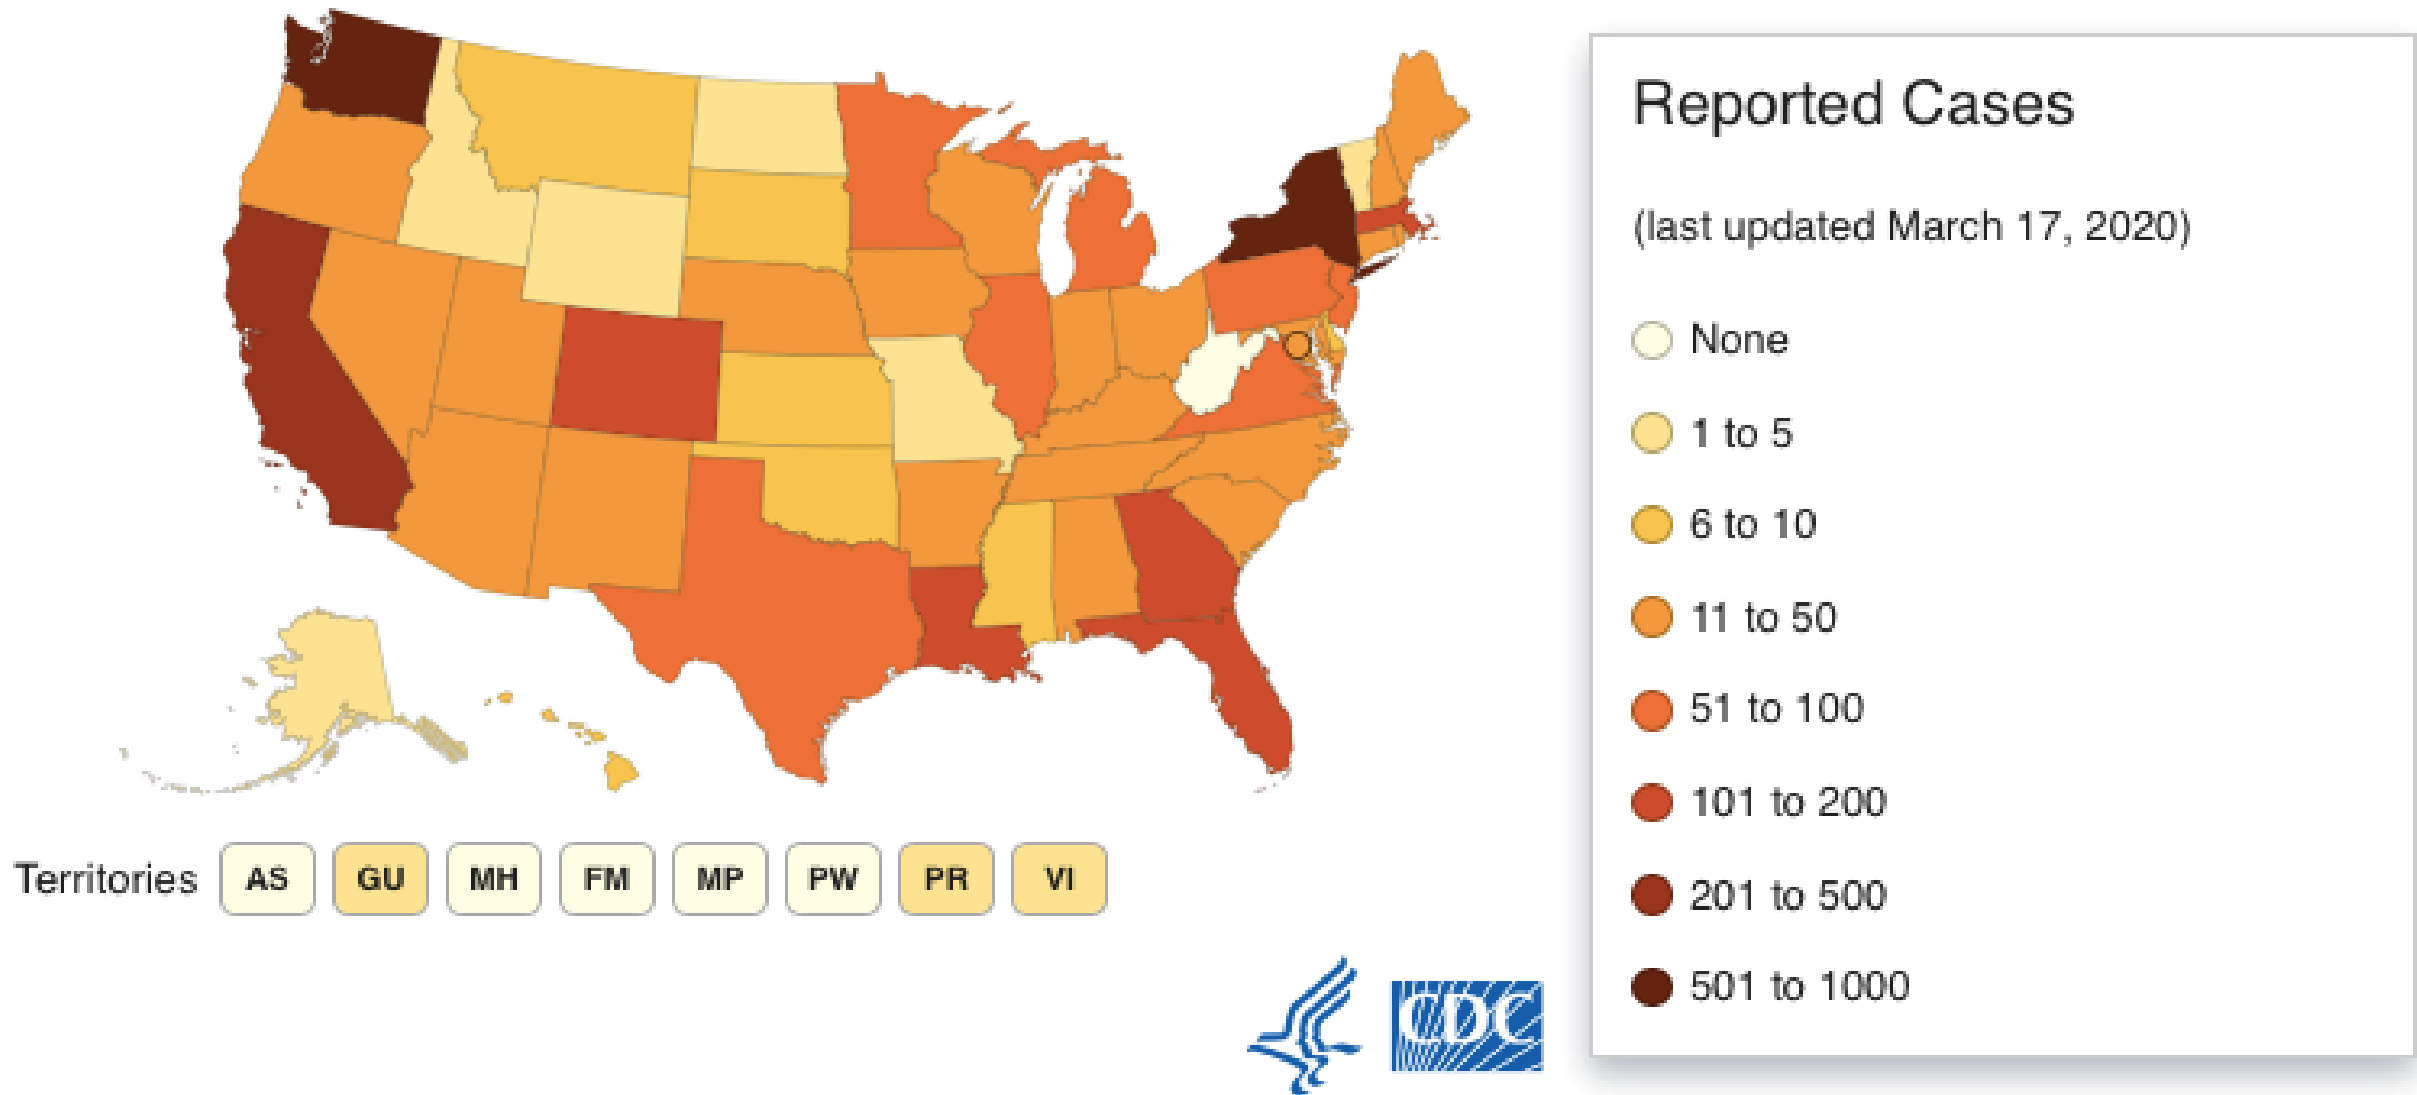 Reported Cases
(last updated March 17, 2020)
None
1 to 5
6 to 10
11 to 50
51 to 100
101 to 200
201 to 500
501 to 1000
Territories AS GU MH FM MP PW PR VI
CDC